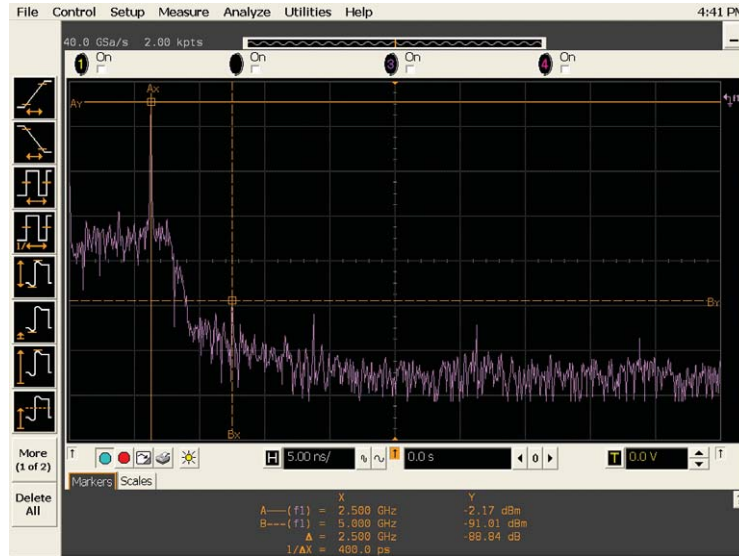 File Control Setup Measure Analyze Utilities Help 4:41 PM
40.0 GSa/s 2.00 kpts
1 On On 3 On 4 On
Ax
Ay
By
Bx
1/
More
(1 of 2)
Delete
All
H 5.00 ns/ 0.0 s 0 T 0.0 V
Markers Scales
X Y
A——(f1) = 2.500 GHz -2.17 dBm
B---(f1) = 5.000 GHz -91.01 dBm
Δ = 2.500 GHz -88.84 dB
1/ΔX = 400.0 ps